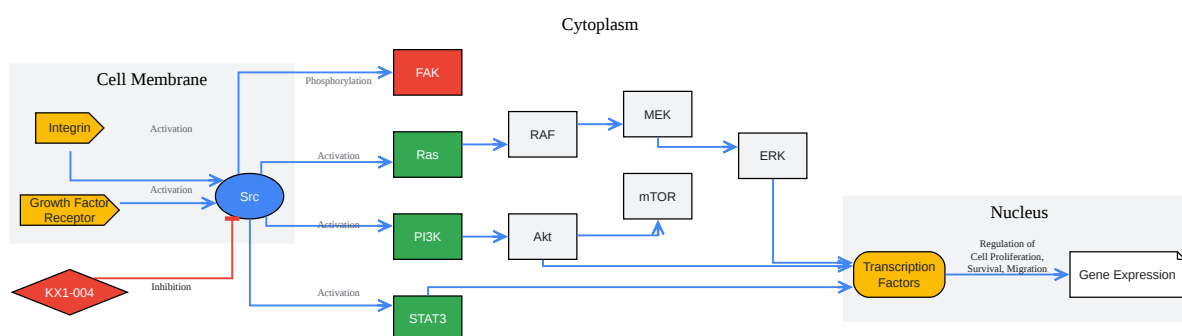 Cytoplasm
Cell Membrane
FAK
Phosphorylation
Integrin
Activation
RAF
MEK
Activation
Ras
ERK
Activation
Growth Factor
Receptor
Src
mTOR
Activation
PI3K
Akt
Nucleus
Regulation of
Cell Proliferation,
Survival, Migration
Transcription
Factors
Gene Expression
KX1-004
Inhibition
Activation
STAT3